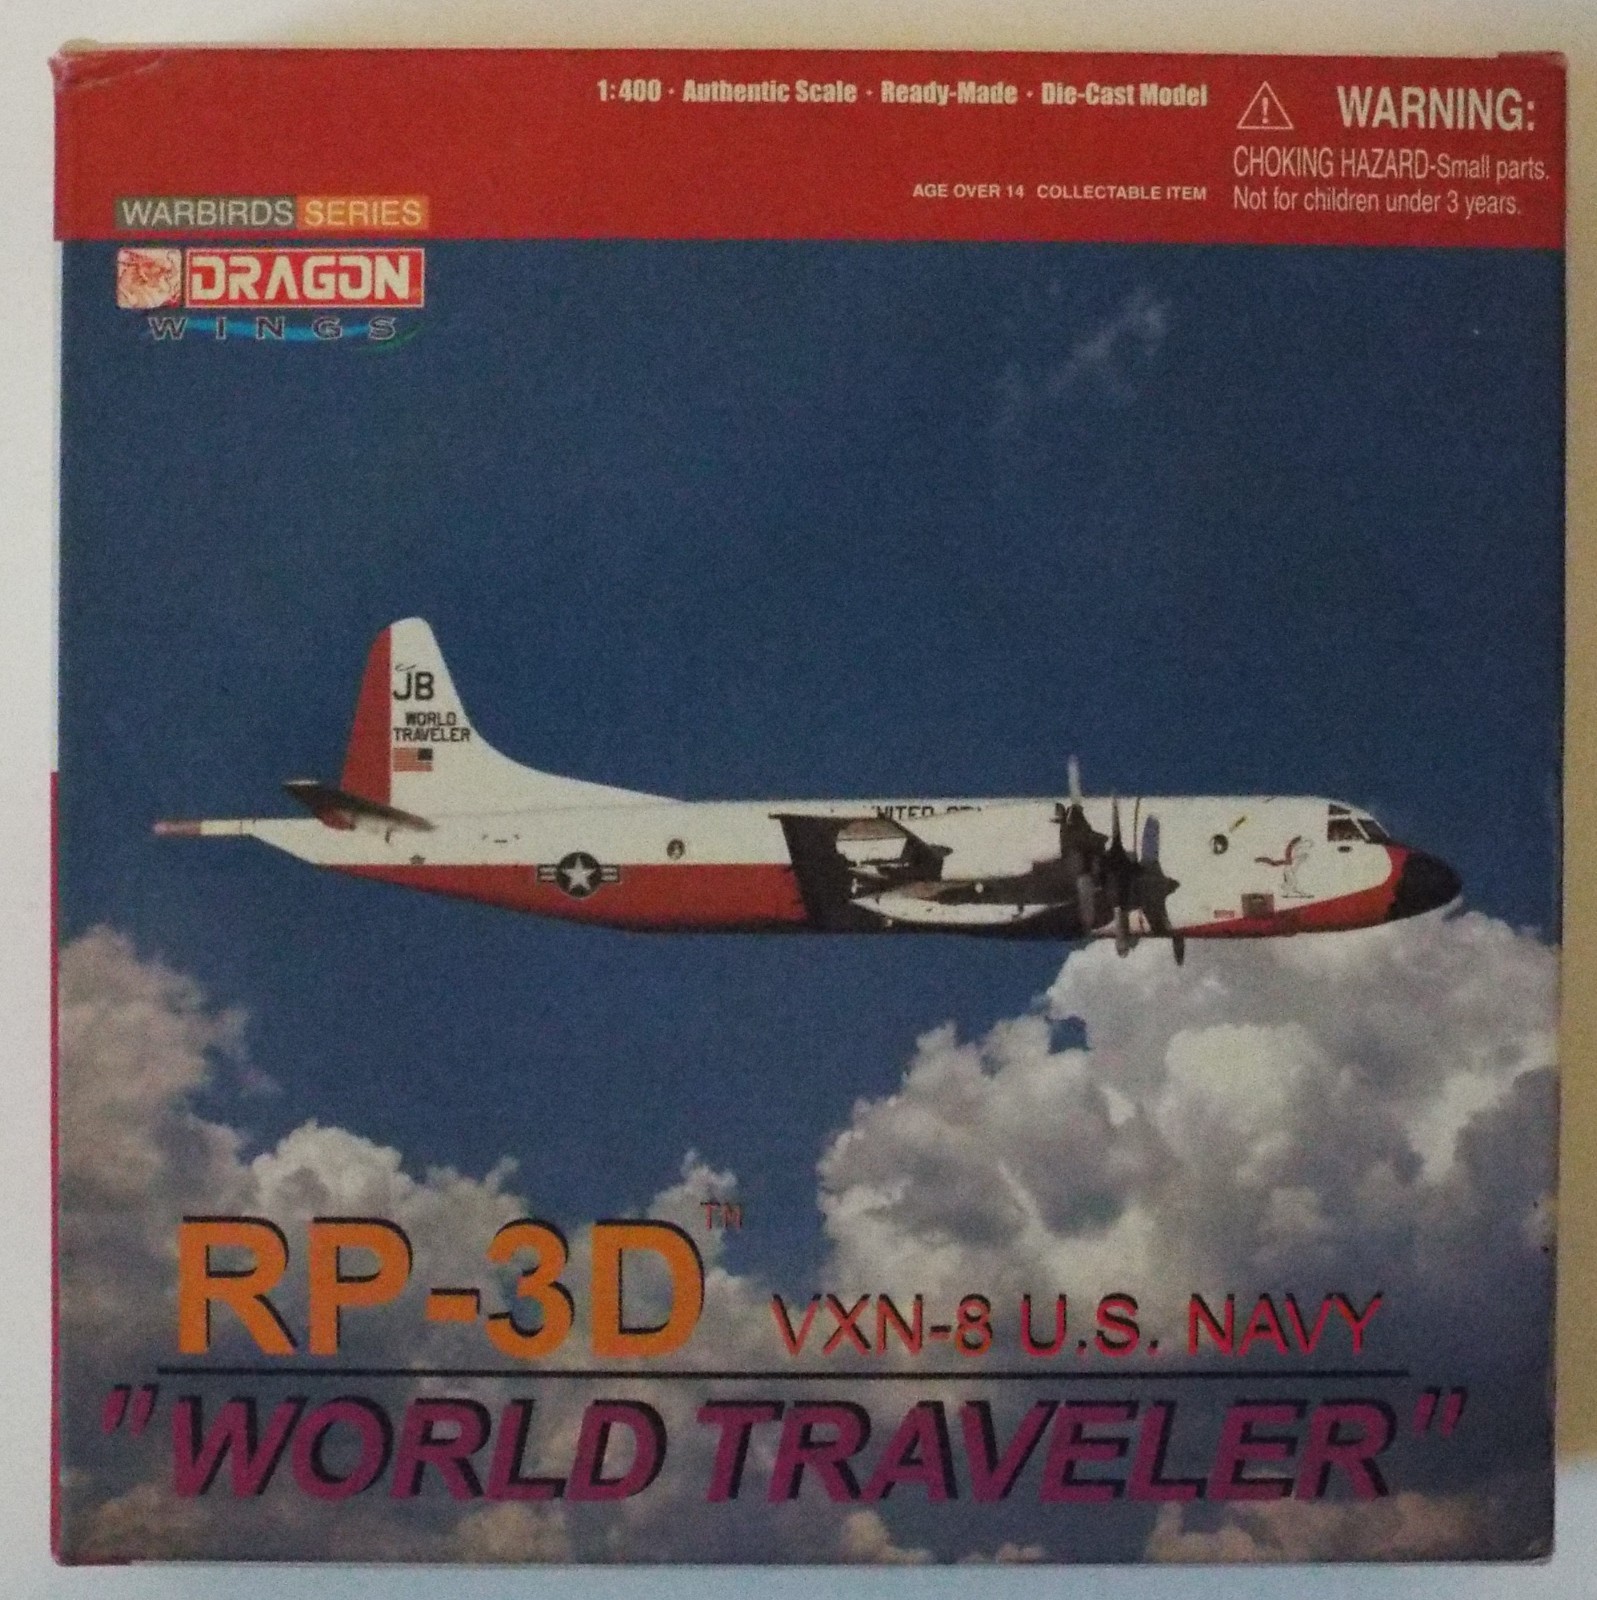 1:400 · Authentic Scale · Ready-Made · Die-Cast Model
WARNING:
CHOKING HAZARD-Small parts.
Not for children under 3 years.
AGE OVER 14 COLLECTABLE ITEM
WARBIRDS SERIES
DRAGON
WINGS
JB
WORLD
TRAVELER
RP-3D™
VXN-8 U.S. NAVY
"WORLD TRAVELER"